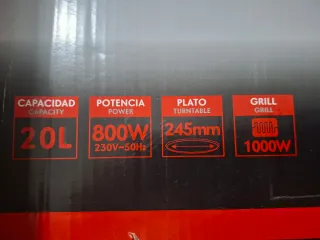 CAPACIDAD
CAPACITY
20L
POTENCIA
POWER
800W
230V~50Hz
PLATO
TURNTABLE
245mm
GRILL
GRILL
1000W